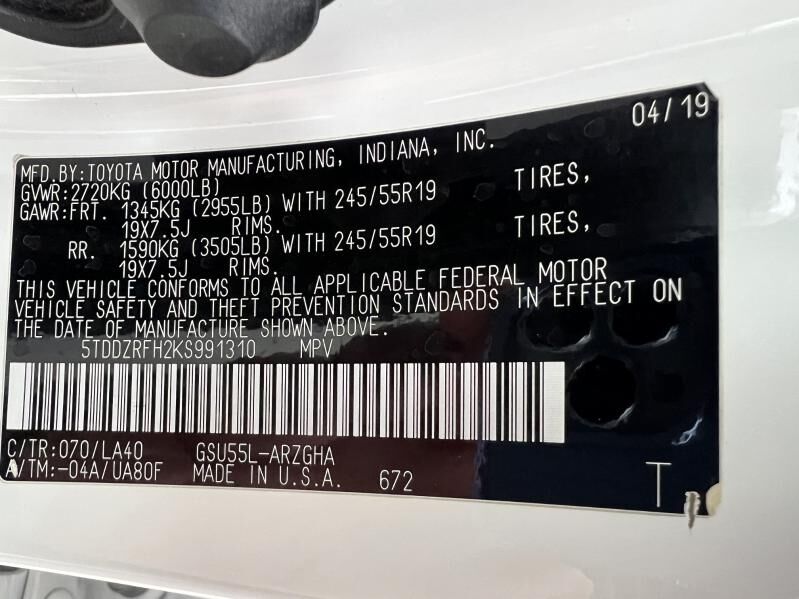 04/19
MFD.BY:TOYOTA MOTOR MANUFACTURING, INDIANA, INC.
GVWR:2720KG (6000LB)
GAWR:FRT. 1345KG (2955LB) WITH 245/55R19 TIRES,
19X7.5J RIMS.
RR. 1590KG (3505LB) WITH 245/55R19 TIRES,
19X7.5J RIMS.
THIS VEHICLE CONFORMS TO ALL APPLICABLE FEDERAL MOTOR
VEHICLE SAFETY AND THEFT PREVENTION STANDARDS IN EFFECT ON
THE DATE OF MANUFACTURE SHOWN ABOVE.
5TDDZRFH2KS991310 MPV
C/TR:070/LA40 GSU55L-ARZGHA
A/TM:-04A/UA80F MADE IN U.S.A. 672 T